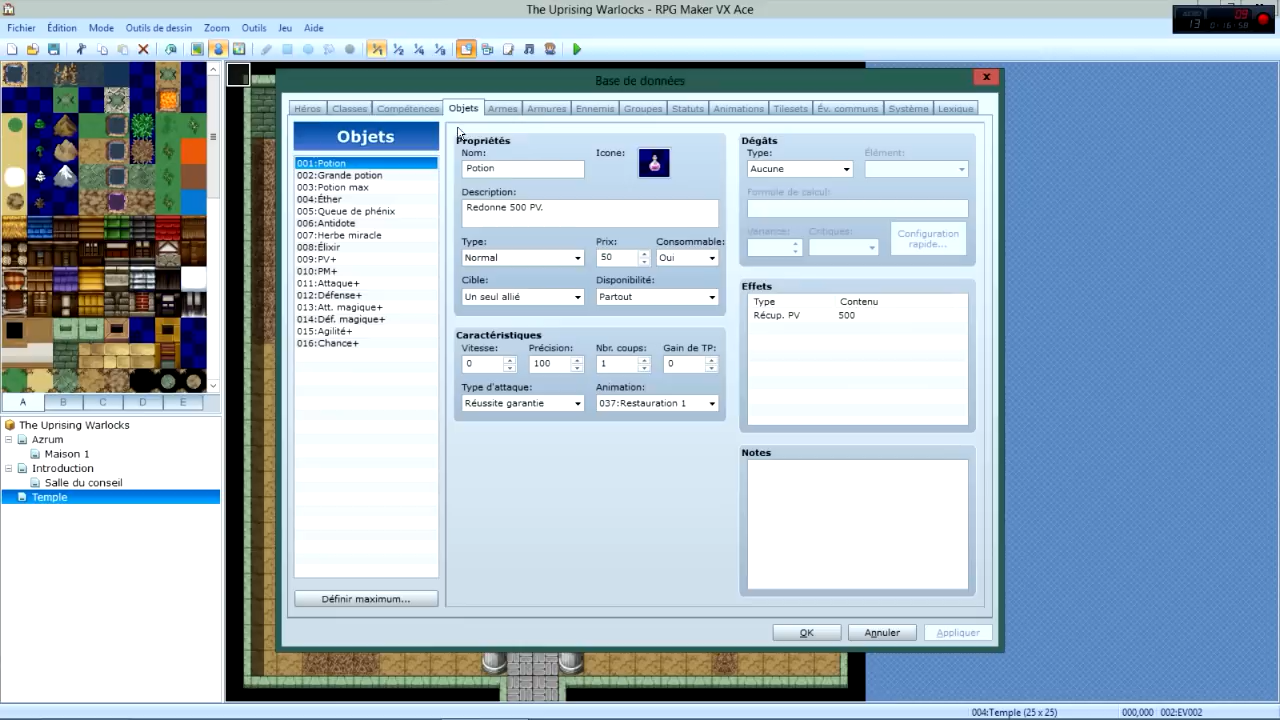 The Uprising Warlocks - RPG Maker VX Ace
Fichier Édition Mode Outils de dessin Zoom Outils Jeu Aide
Base de données
Héros Classes Compétences Objets Armes Armures Ennemis Groupes Statuts Animations Tilesets Év. communs Système Lexique
Objets
001:Potion
002:Grande potion
003:Potion max
004:Éther
005:Queue de phénix
006:Antidote
007:Herbe miracle
008:Élixir
009:PV+
010:PM+
011:Attaque+
012:Défense+
013:Att. magique+
014:Déf. magique+
015:Agilité+
016:Chance+
Définir maximum...
Propriétés
Nom: Icone:
Potion
Description:
Redonne 500 PV.
Type: Prix: Consommable:
Normal 50 Oui
Cible: Disponibilité:
Un seul allié Partout
Caractéristiques
Vitesse: Précision: Nbr. coups: Gain de TP:
0 100 1 0
Type d'attaque: Animation:
Réussite garantie 037:Restauration 1
Dégâts
Type: Élément:
Aucune
Formule de calcul:
Variance: Critiques: Configuration
rapide...
Effets
Type Contenu
Récup. PV 500
Notes
OK Annuler Appliquer
A B C D E
The Uprising Warlocks
Azrum
Maison 1
Introduction
Salle du conseil
Temple
004:Temple (25 x 25) 000,000 002:EV002